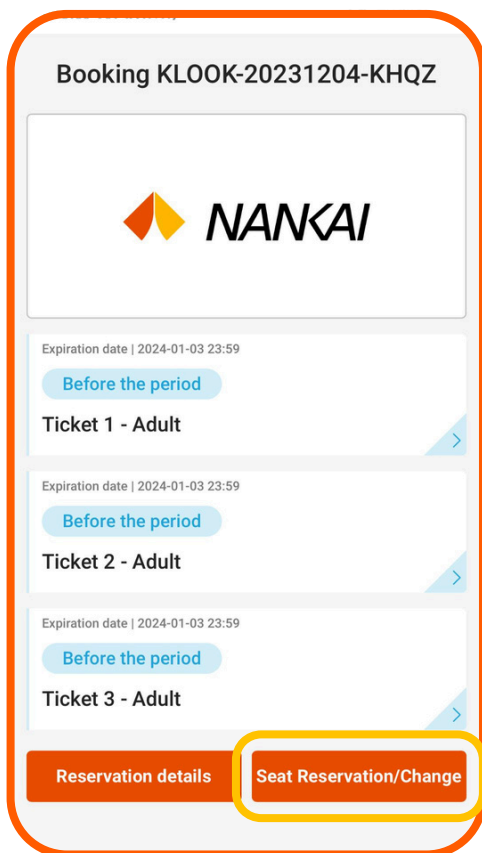 Booking KLOOK-20231204-KHQZ
NANKAI
Expiration date | 2024-01-03 23:59
Before the period
Ticket 1 - Adult
Expiration date | 2024-01-03 23:59
Before the period
Ticket 2 - Adult
Expiration date | 2024-01-03 23:59
Before the period
Ticket 3 - Adult
Reservation details
Seat Reservation/Change